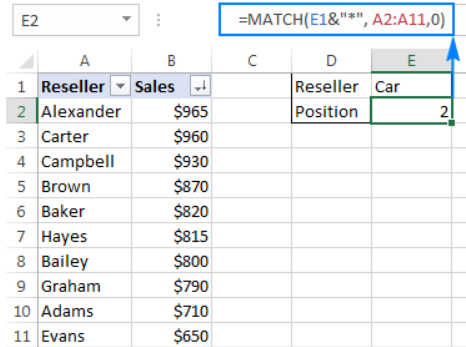 E2 =MATCH(E1&"*", A2:A11,0)
A B C D E
1 Reseller Sales Reseller Car
2 Alexander $965 Position 2
3 Carter $960
4 Campbell $930
5 Brown $870
6 Baker $820
7 Hayes $815
8 Bailey $800
9 Graham $790
10 Adams $710
11 Evans $650